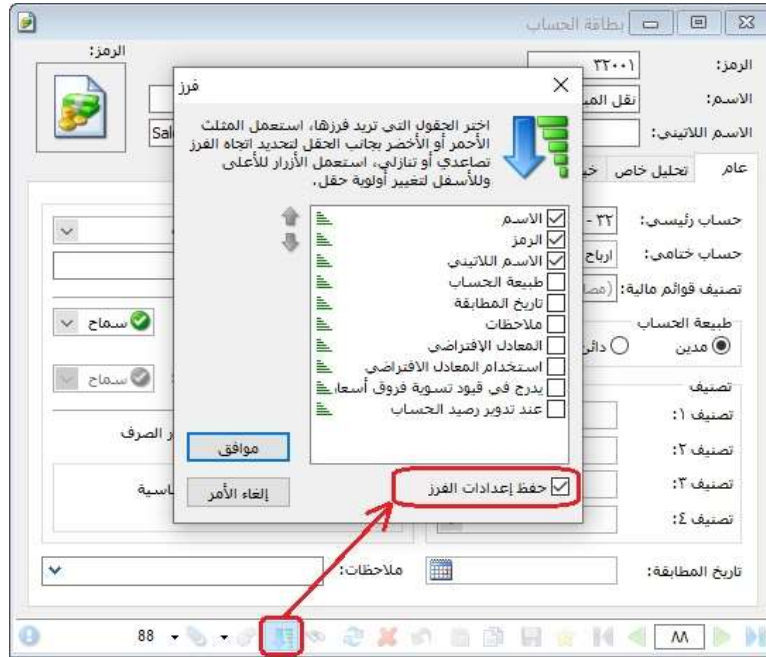 بطاقة الحساب
الرمز:
٣٢٠٠١
الرمز:
الاسم:
نقل
الاسم اللاتيني:
Sal
عام
تحليل خاص
حساب رئيسي:
٣٢ -
حساب ختامي:
ارباح
تصنيف قوائم مالية:
طبيعة الحساب
مدين
سماح
سماح
تصنيف
تصنيف ١:
تصنيف ٢:
تصنيف ٣:
تصنيف ٤:
الصرف
تاريخ المطابقة:
ملاحظات:
فرز
اختر الحقول التي تريد فرزها، استعمل المثلث
الأحمر أو الأخضر بجانب الحقل لتحديد اتجاه الفرز
تصاعدي أو تنازلي، استعمل الأزرار للأعلى
وللأسفل لتغيير أولوية حقل.
الاسم
الرمز
الاسم اللاتيني
طبيعة الحساب
تاريخ المطابقة
ملاحظات
المعادل الإفتراضي
استخدام المعادل الافتراضي
يدرج في قيود تسوية فروق أسعار
عند تدوير رصيد الحساب
موافق
حفظ إعدادات الفرز
إلغاء الأمر
٨٨
88